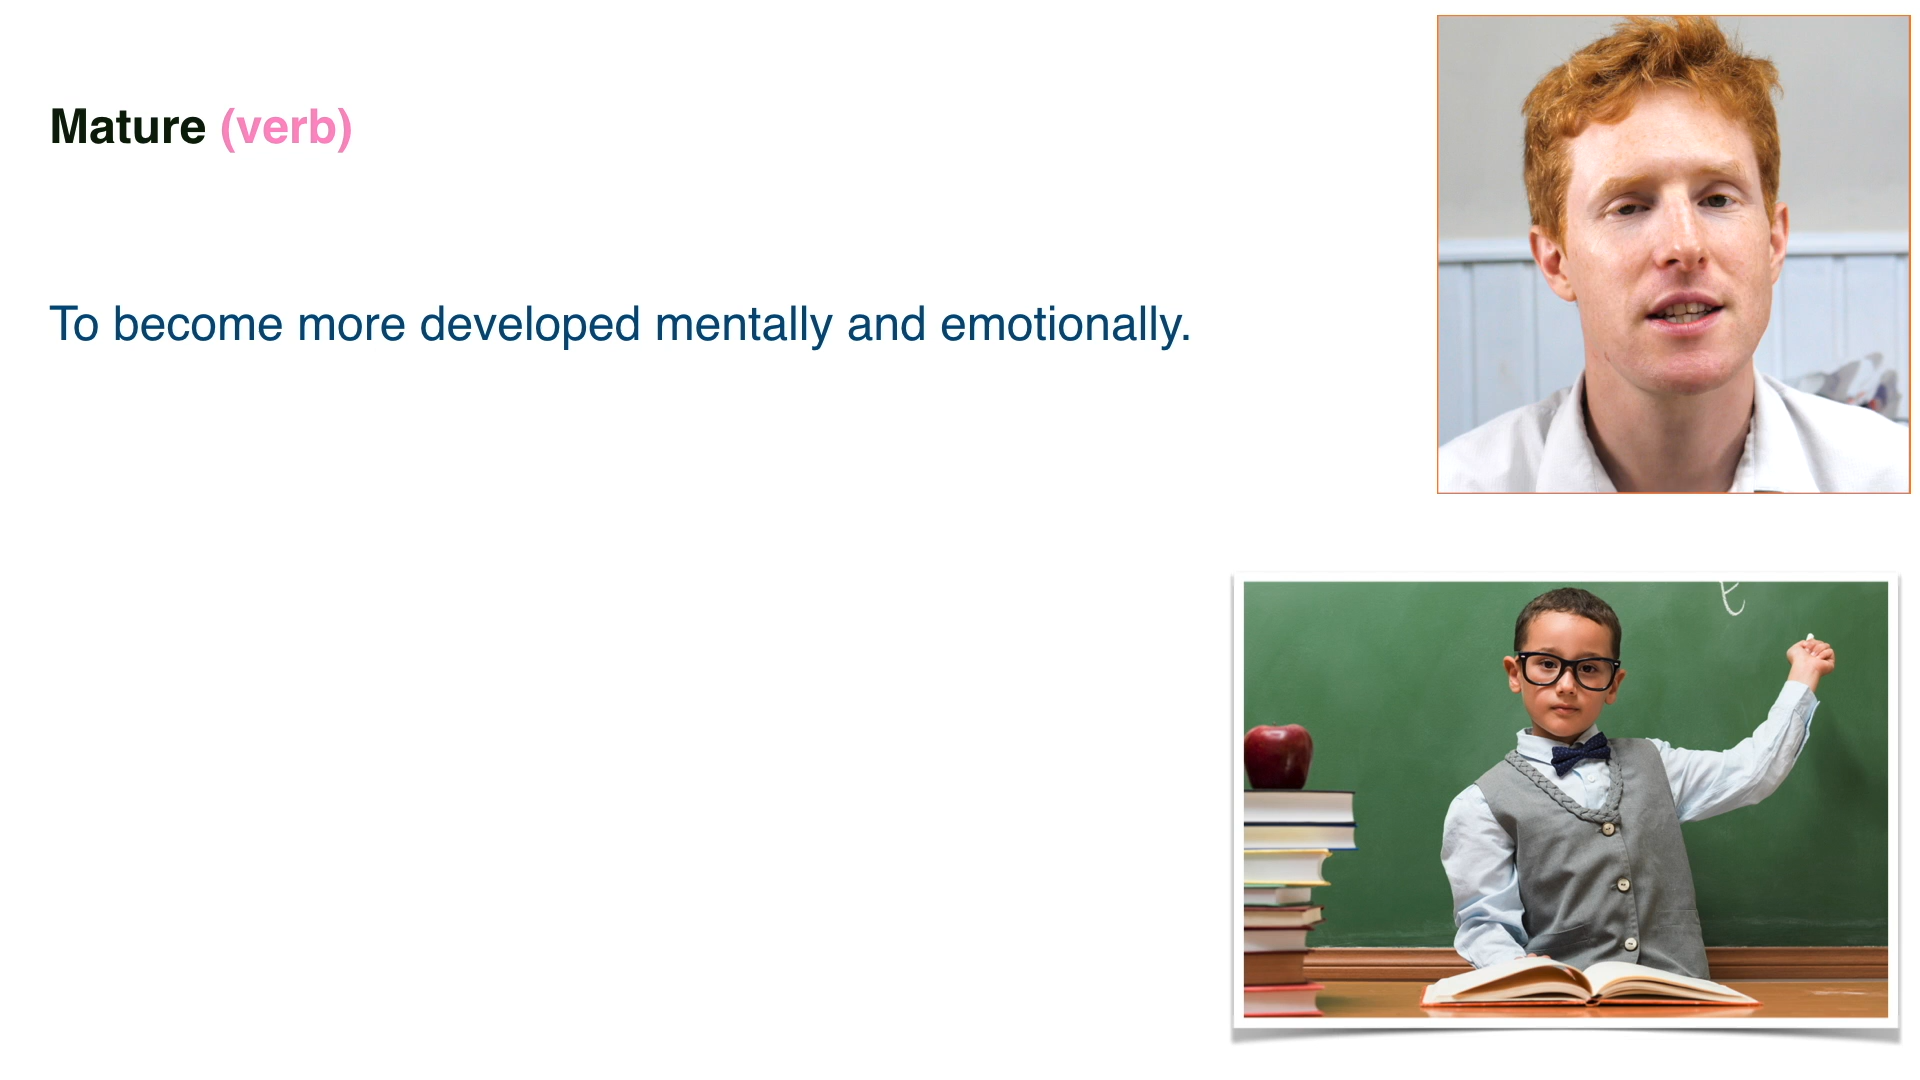 Mature (verb)
To become more developed mentally and emotionally.